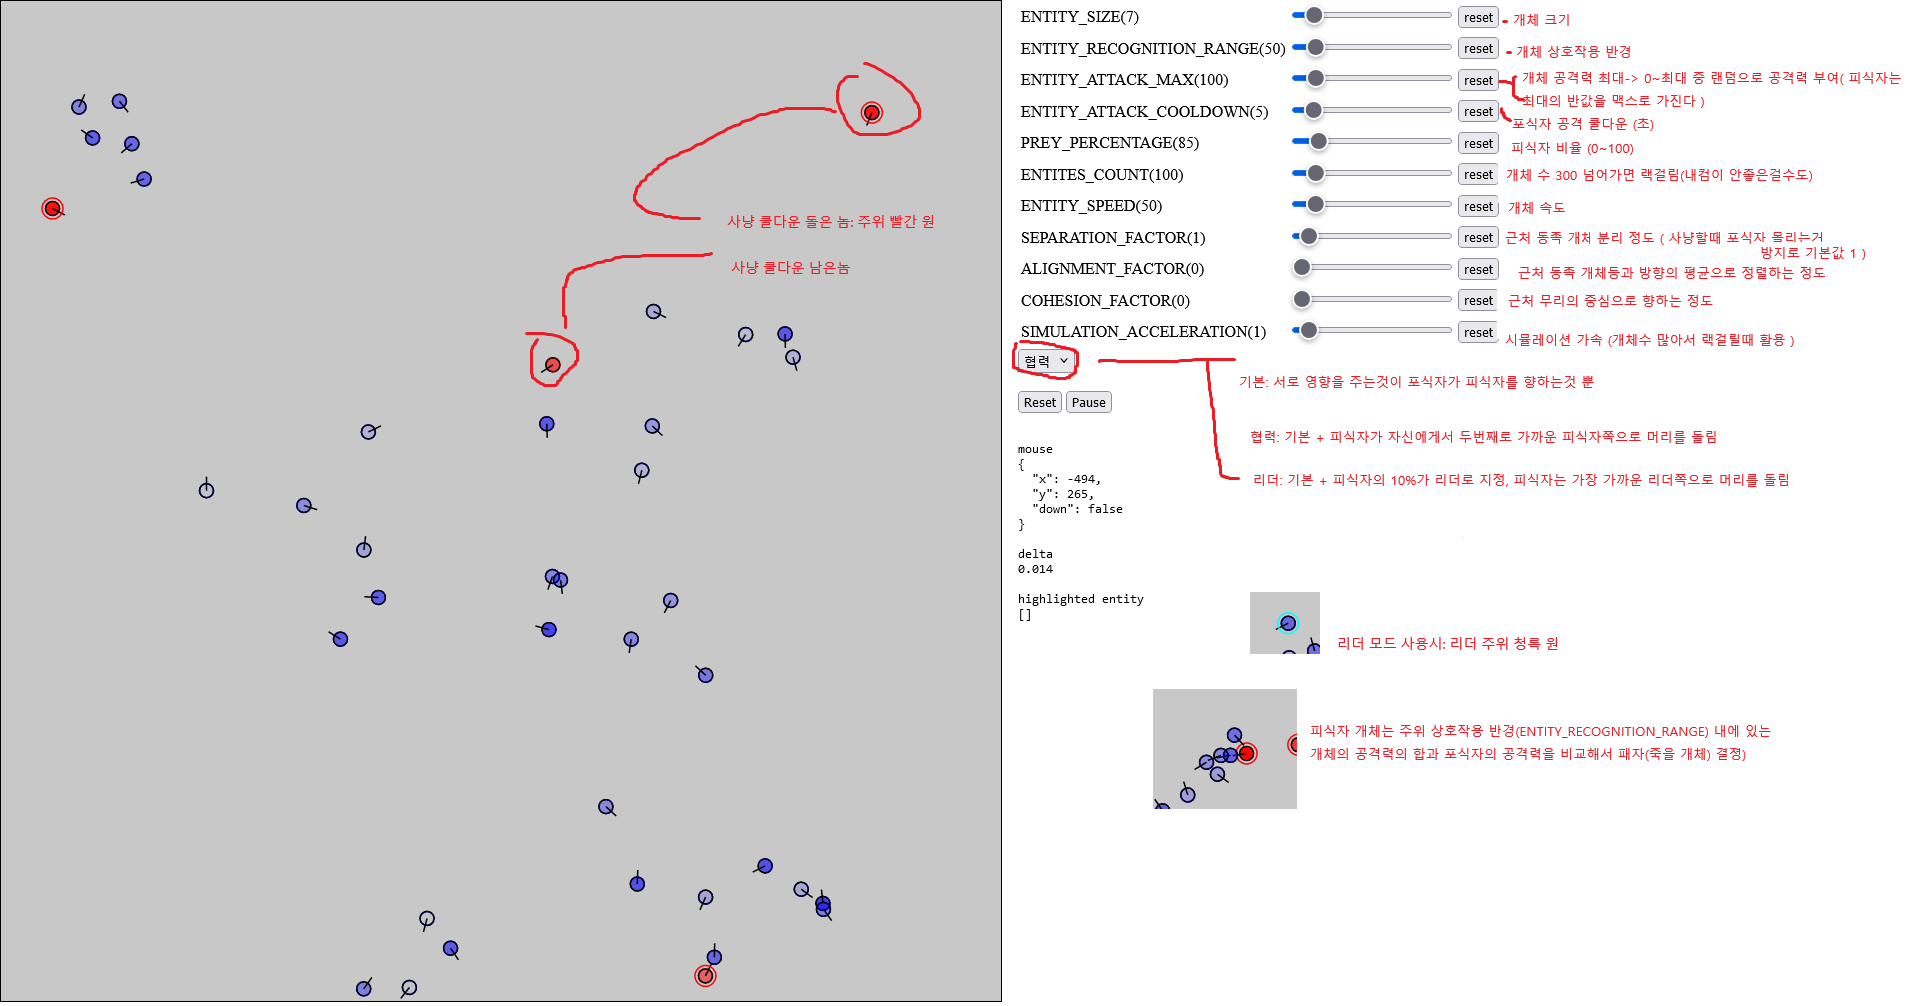 ENTITY_SIZE(7) reset 개체 크기
ENTITY_RECOGNITION_RANGE(50) reset 개체 상호작용 반경
ENTITY_ATTACK_MAX(100) reset 개체 공격력 최대-> 0~최대 중 랜덤으로 공격력 부여( 피식자는
최대의 반값을 맥스로 가진다 )
ENTITY_ATTACK_COOLDOWN(5) reset 포식자 공격 쿨다운 (초)
PREY_PERCENTAGE(85) reset 피식자 비율 (0~100)
ENTITES_COUNT(100) reset 개체 수 300 넘어가면 랙걸림(내컴이 안좋은걸수도)
ENTITY_SPEED(50) reset 개체 속도
SEPARATION_FACTOR(1) reset 근처 동족 개체 분리 정도 ( 사냥할때 포식자 몰리는거
방지로 기본값 1 )
ALIGNMENT_FACTOR(0) reset 근처 동족 개체등과 방향의 평균으로 정렬하는 정도
COHESION_FACTOR(0) reset 근처 무리의 중심으로 향하는 정도
SIMULATION_ACCELERATION(1) reset 시뮬레이션 가속 (개체수 많아서 랙걸릴때 활용 )
협력
기본: 서로 영향을 주는것이 포식자가 피식자를 향하는것 뿐
Reset Pause
협력: 기본 + 피식자가 자신에게서 두번째로 가까운 피식자쪽으로 머리를 돌림
리더: 기본 + 피식자의 10%가 리더로 지정, 피식자는 가장 가까운 리더쪽으로 머리를 돌림
mouse
{
"x": -494,
"y": 265,
"down": false
}
delta
0.014
highlighted entity
[]
사냥 쿨다운 돌은 놈: 주위 빨간 원
사냥 쿨다운 남은놈
리더 모드 사용시: 리더 주위 청록 원
피식자 개체는 주위 상호작용 반경(ENTITY_RECOGNITION_RANGE) 내에 있는
개체의 공격력의 합과 포식자의 공격력을 비교해서 패자(죽을 개체) 결정)